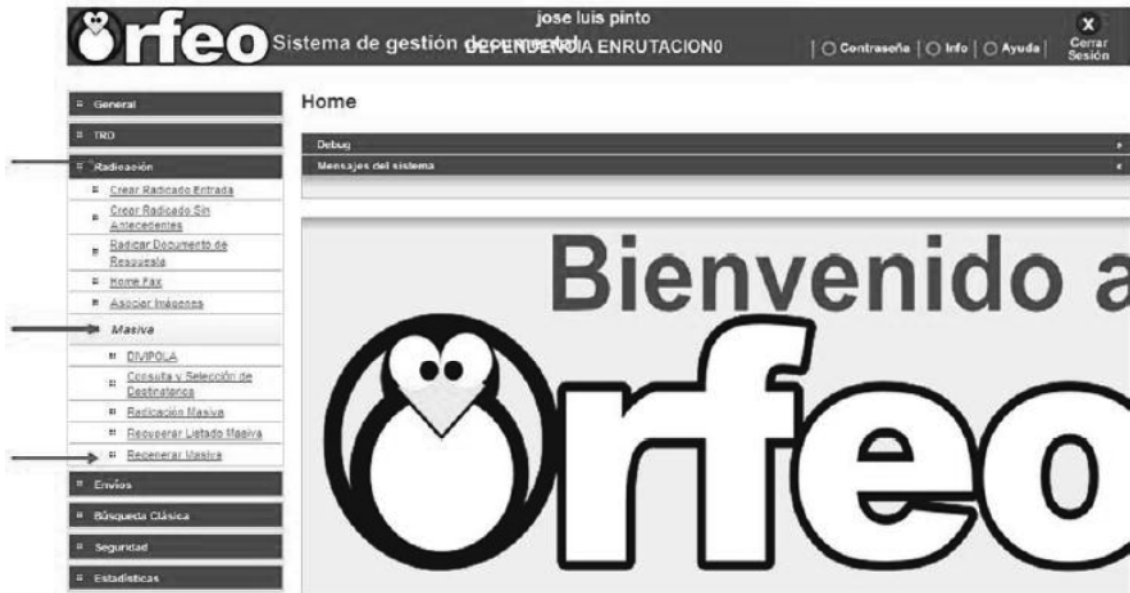 Orfeo
Sistema de gestión documental
jose luis pinto
DEPENDENCIA ENRUTACION0
| Contraseña | Info | Ayuda |
Cerrar
Sesión
General
TRD
Radicación
Crear Radicado Entrada
Crear Radicado Sin
Antecedentes
Radicar Documento de
Respuesta
Home Fax
Asociar Imágenes
Masiva
DIVIPOLA
Consulta y Selección de
Destinatarios
Radicación Masiva
Recuperar Listado Masiva
Regenerar Masiva
Envios
Búsqueda Clásica
Seguridad
Estadísticas
Home
Debug
Mensajes del sistema
Bienvenido a
Orfeo